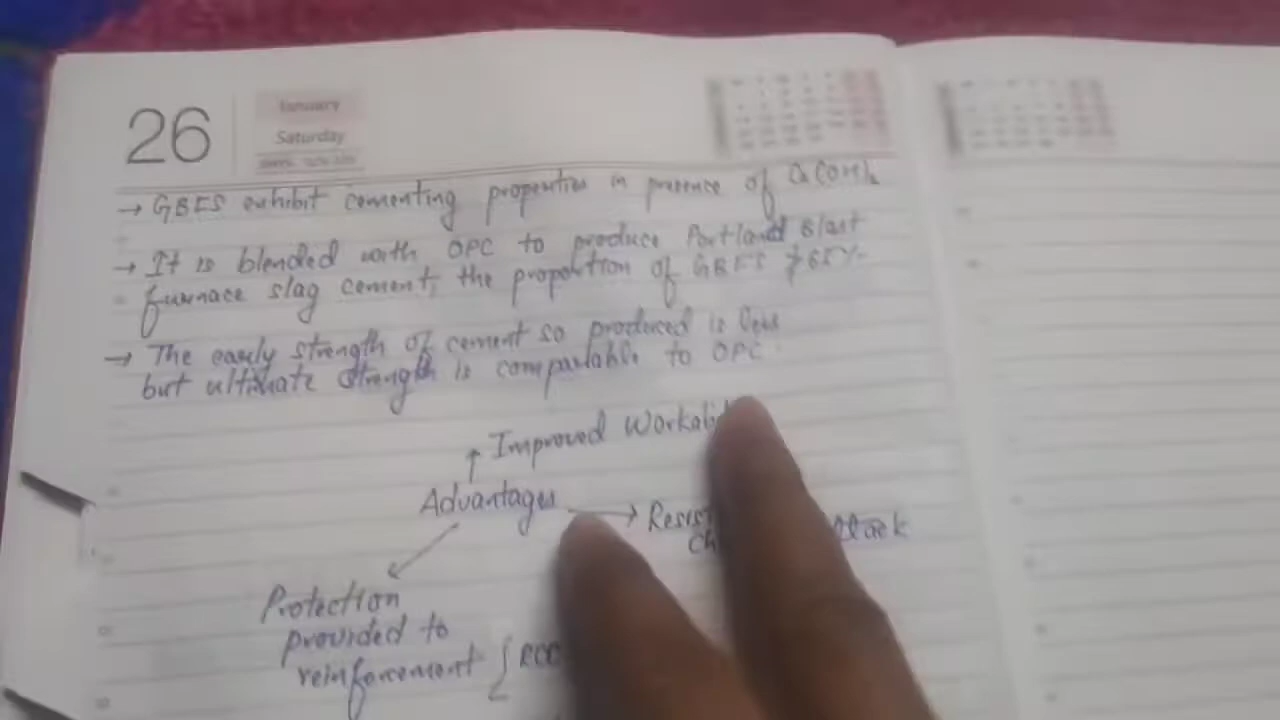 26
January
Saturday
→ GBFS exhibit cementing properties in presence of Ca(OH)₂
→ It is blended with OPC to produce Portland Blast
furnace slag cement, the proportion of GBFS ≯65%
→ The early strength of cement so produced is less
but ultimate strength is comparable to OPC.
Improved
Advantages
Protection
provided to
reinforcement { RCC